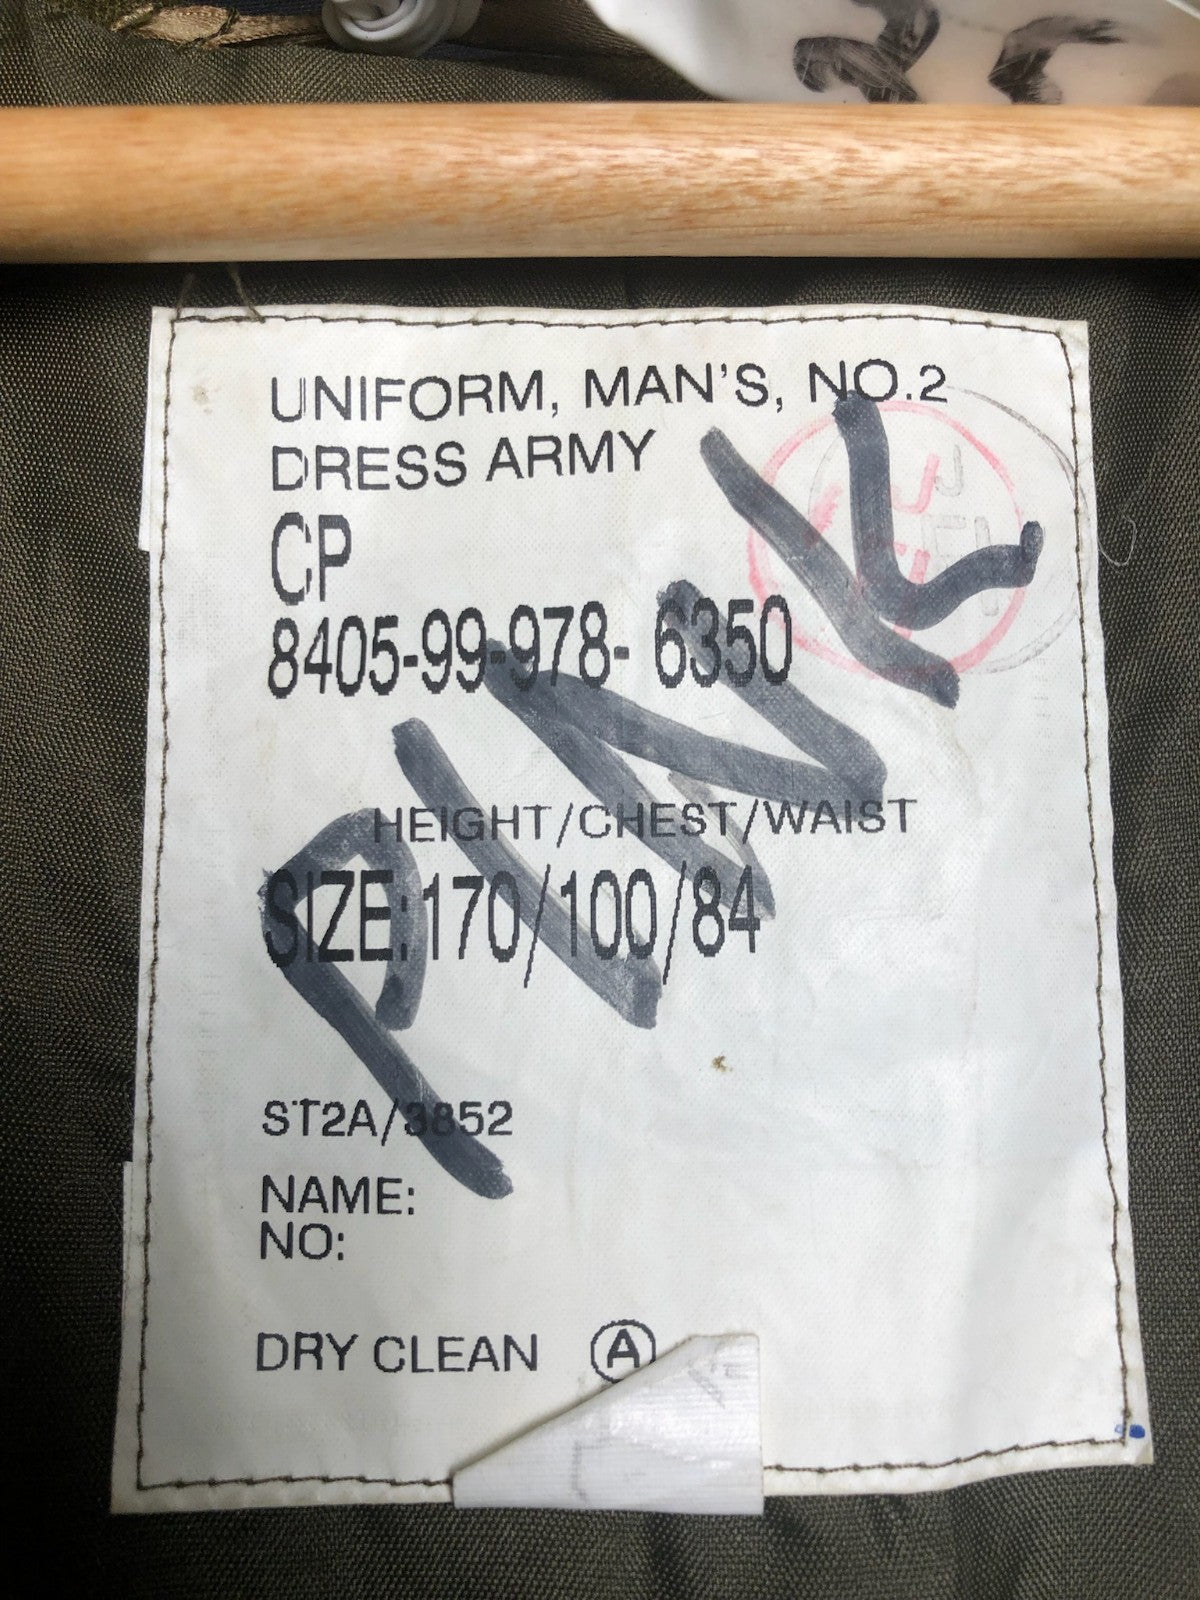 UNIFORM, MAN'S, NO.2
DRESS ARMY
CP
8405-99-978- 6350
HEIGHT/CHEST/WAIST
SIZE: 170/100/84
ST2A/3852
NAME:
NO:
DRY CLEAN Ⓐ
PINK